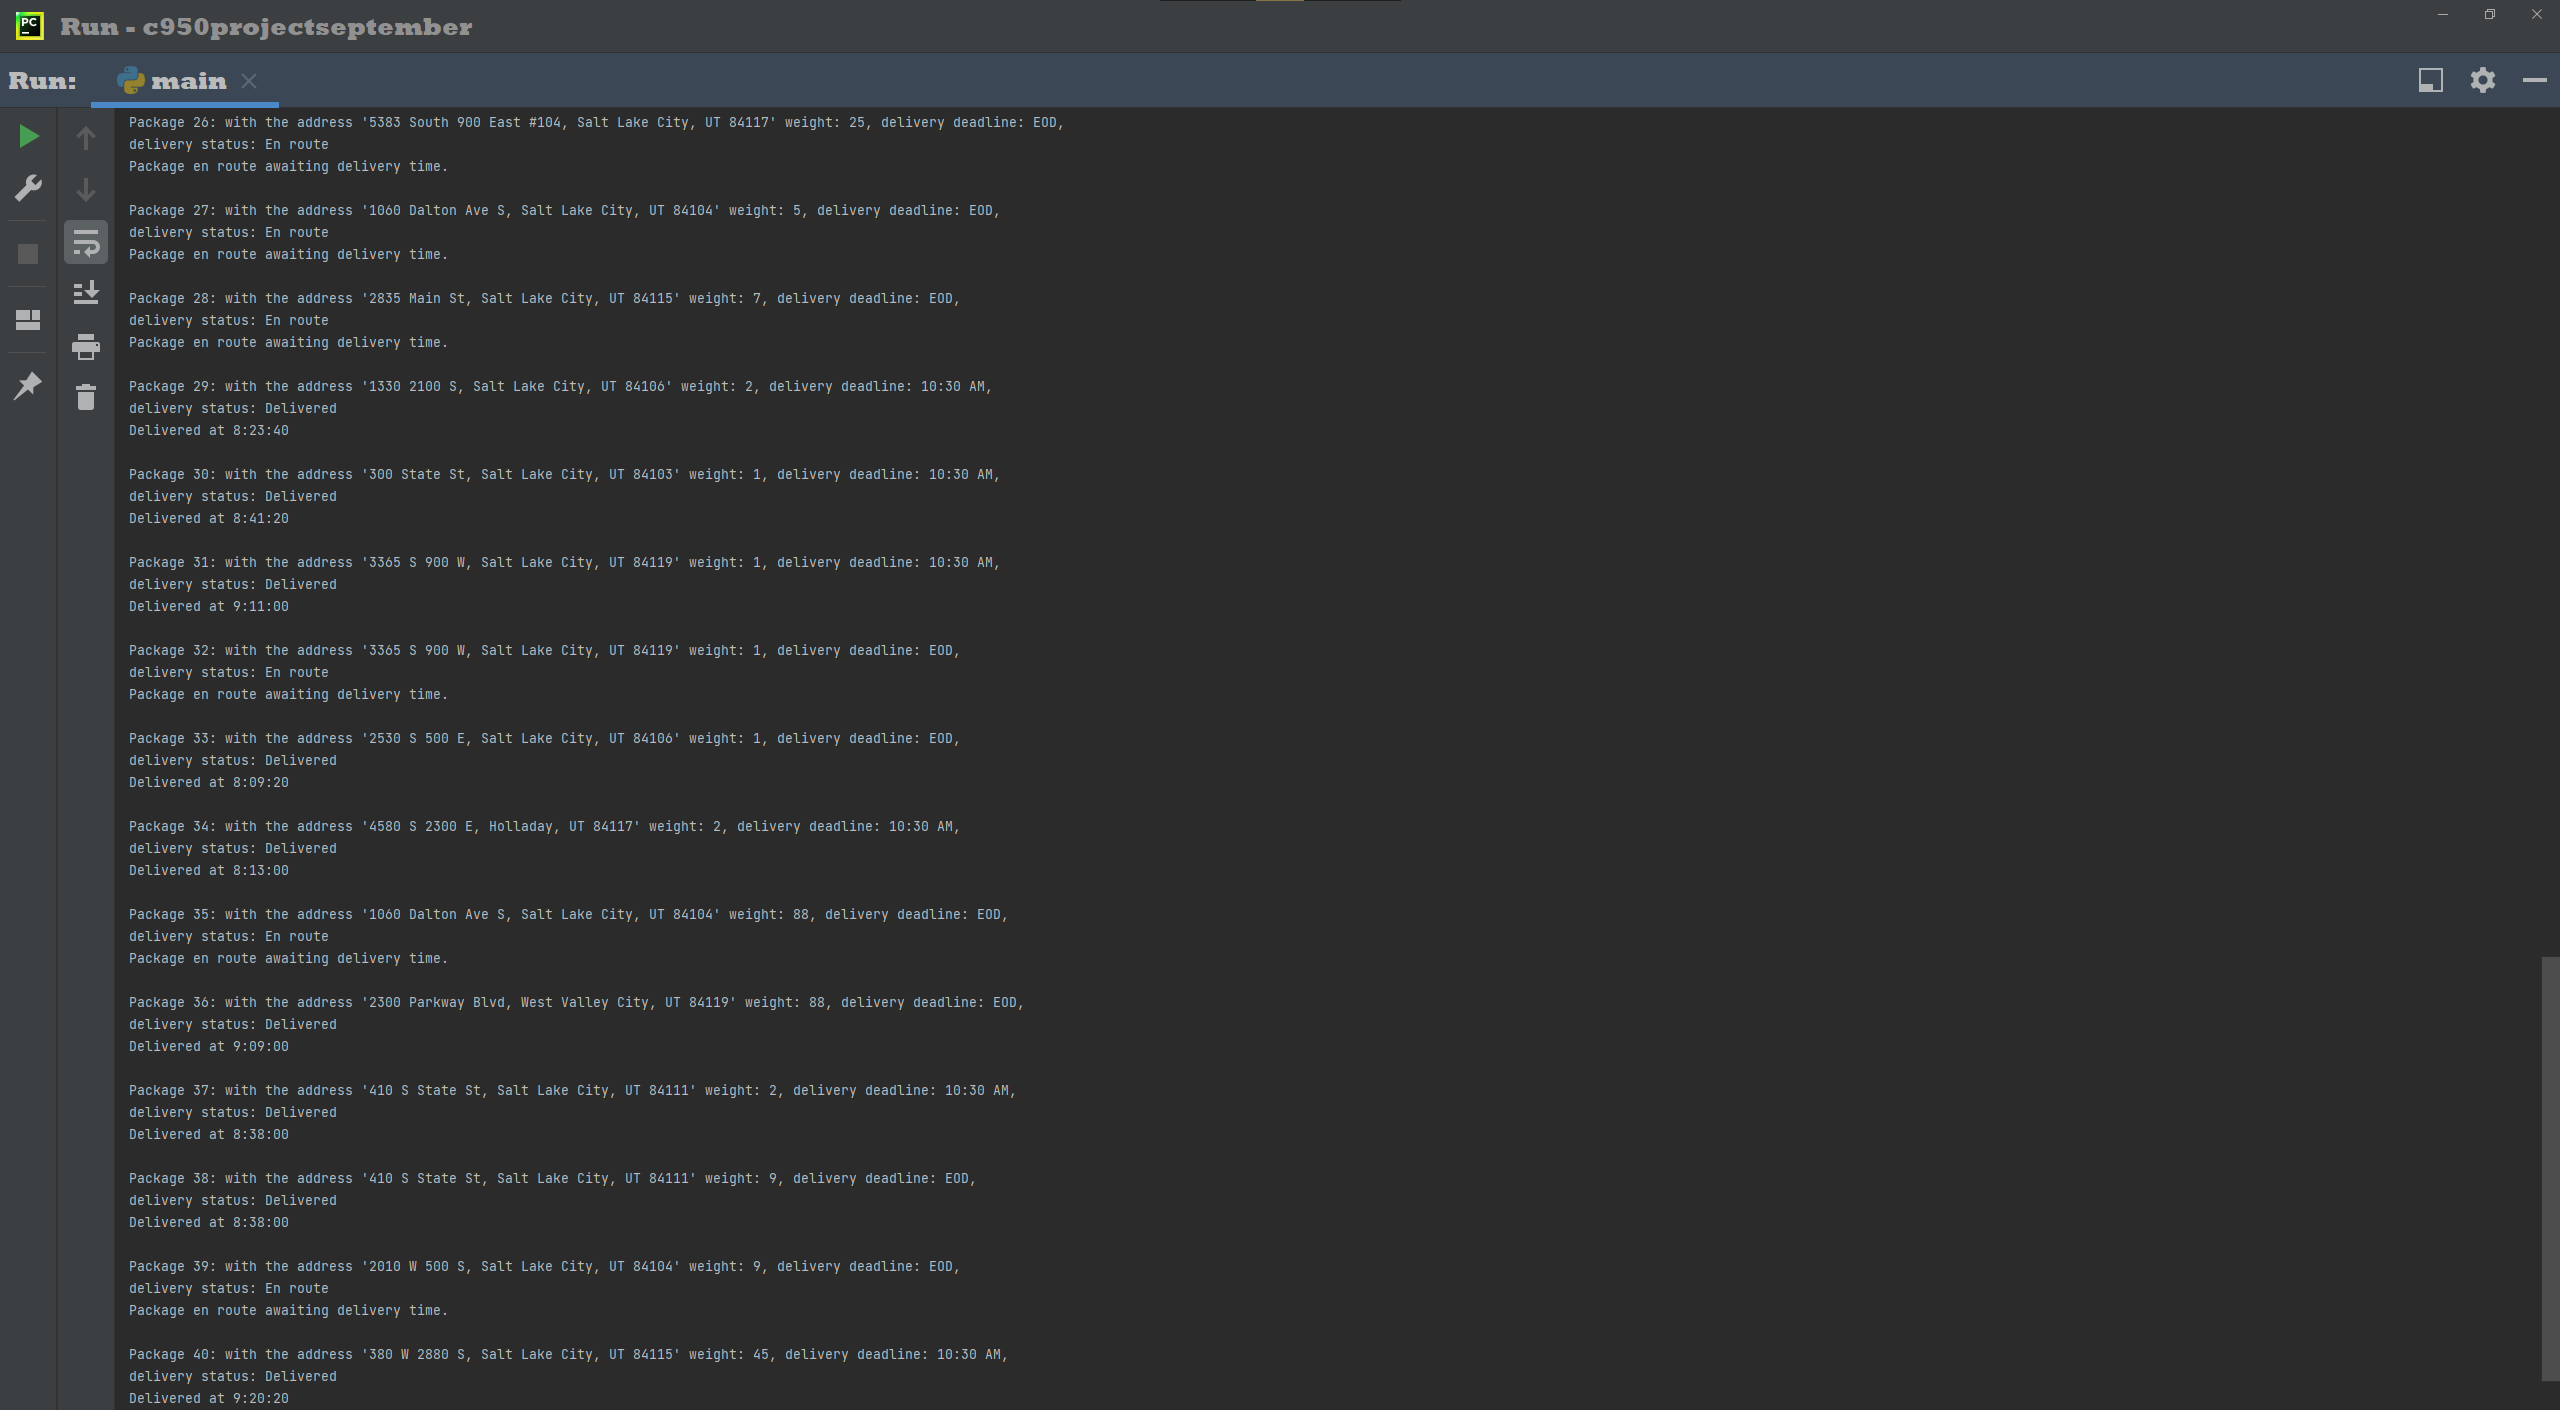 PC
Run - c950projectseptember
Run:
main
Package 26: with the address '5383 South 900 East #104, Salt Lake City, UT 84117' weight: 25, delivery deadline: EOD,
delivery status: En route
Package en route awaiting delivery time.
Package 27: with the address '1060 Dalton Ave S, Salt Lake City, UT 84104' weight: 5, delivery deadline: EOD,
delivery status: En route
Package en route awaiting delivery time.
Package 28: with the address '2835 Main St, Salt Lake City, UT 84115' weight: 7, delivery deadline: EOD,
delivery status: En route
Package en route awaiting delivery time.
Package 29: with the address '1330 2100 S, Salt Lake City, UT 84106' weight: 2, delivery deadline: 10:30 AM,
delivery status: Delivered
Delivered at 8:23:40
Package 30: with the address '300 State St, Salt Lake City, UT 84103' weight: 1, delivery deadline: 10:30 AM,
delivery status: Delivered
Delivered at 8:41:20
Package 31: with the address '3365 S 900 W, Salt Lake City, UT 84119' weight: 1, delivery deadline: 10:30 AM,
delivery status: Delivered
Delivered at 9:11:00
Package 32: with the address '3365 S 900 W, Salt Lake City, UT 84119' weight: 1, delivery deadline: EOD,
delivery status: En route
Package en route awaiting delivery time.
Package 33: with the address '2530 S 500 E, Salt Lake City, UT 84106' weight: 1, delivery deadline: EOD,
delivery status: Delivered
Delivered at 8:09:20
Package 34: with the address '4580 S 2300 E, Holladay, UT 84117' weight: 2, delivery deadline: 10:30 AM,
delivery status: Delivered
Delivered at 8:13:00
Package 35: with the address '1060 Dalton Ave S, Salt Lake City, UT 84104' weight: 88, delivery deadline: EOD,
delivery status: En route
Package en route awaiting delivery time.
Package 36: with the address '2300 Parkway Blvd, West Valley City, UT 84119' weight: 88, delivery deadline: EOD,
delivery status: Delivered
Delivered at 9:09:00
Package 37: with the address '410 S State St, Salt Lake City, UT 84111' weight: 2, delivery deadline: 10:30 AM,
delivery status: Delivered
Delivered at 8:38:00
Package 38: with the address '410 S State St, Salt Lake City, UT 84111' weight: 9, delivery deadline: EOD,
delivery status: Delivered
Delivered at 8:38:00
Package 39: with the address '2010 W 500 S, Salt Lake City, UT 84104' weight: 9, delivery deadline: EOD,
delivery status: En route
Package en route awaiting delivery time.
Package 40: with the address '380 W 2880 S, Salt Lake City, UT 84115' weight: 45, delivery deadline: 10:30 AM,
delivery status: Delivered
Delivered at 9:20:20